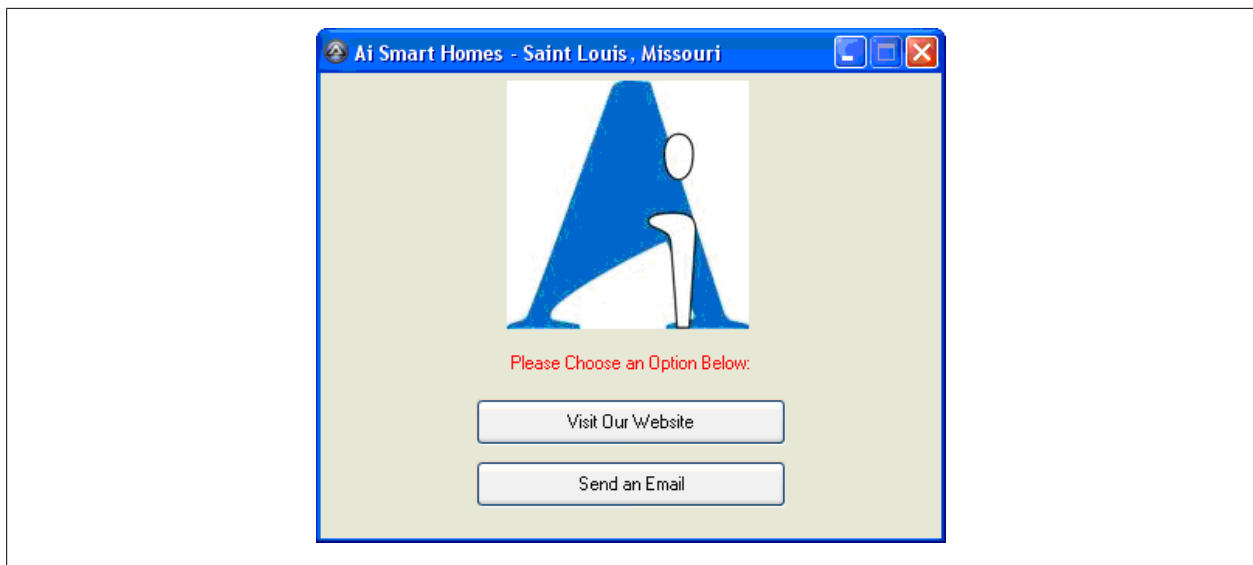 Ai Smart Homes - Saint Louis, Missouri
Please Choose an Option Below:
Visit Our Website
Send an Email